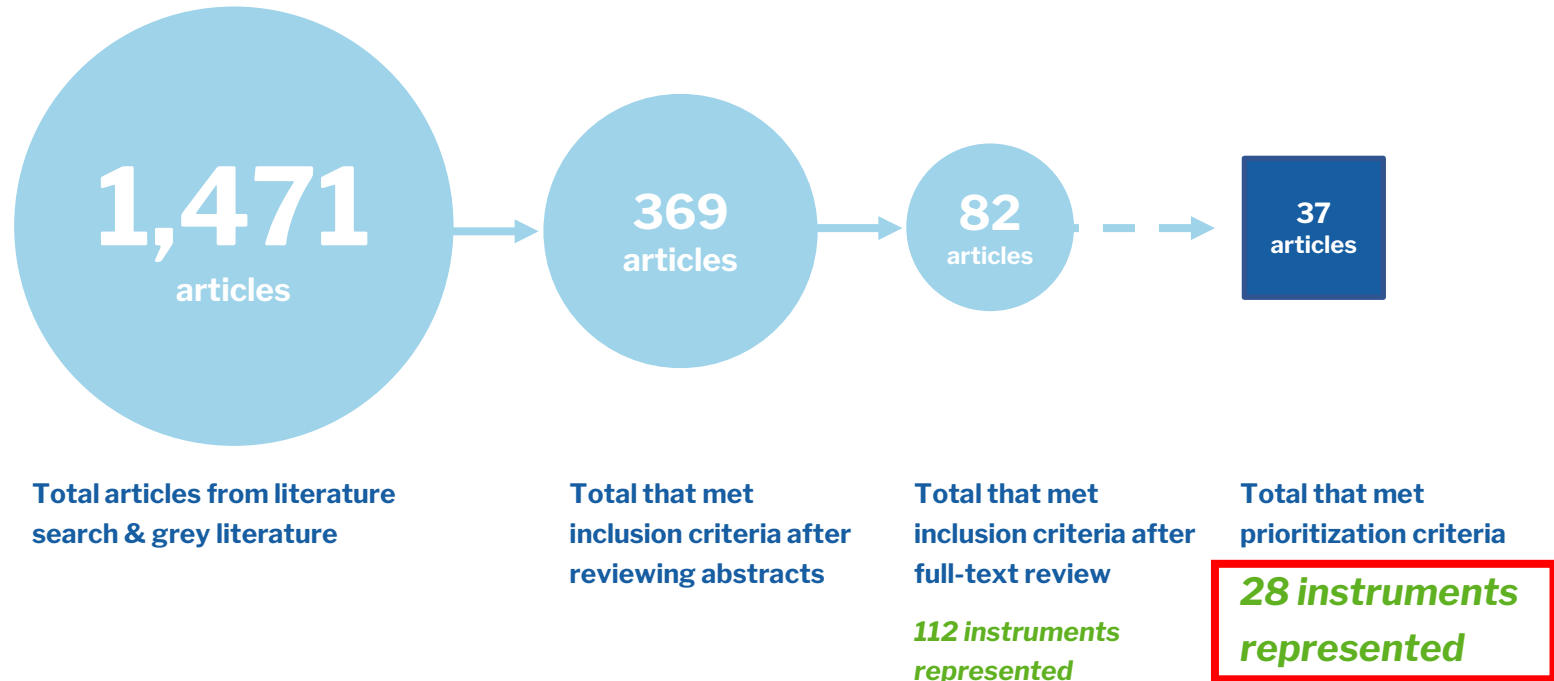 1,471
articles
369
articles
82
articles
37
articles
Total articles from literature
search & grey literature
Total that met
inclusion criteria after
reviewing abstracts
Total that met
inclusion criteria after
full-text review
112 instruments
represented
Total that met
prioritization criteria
28 instruments
represented